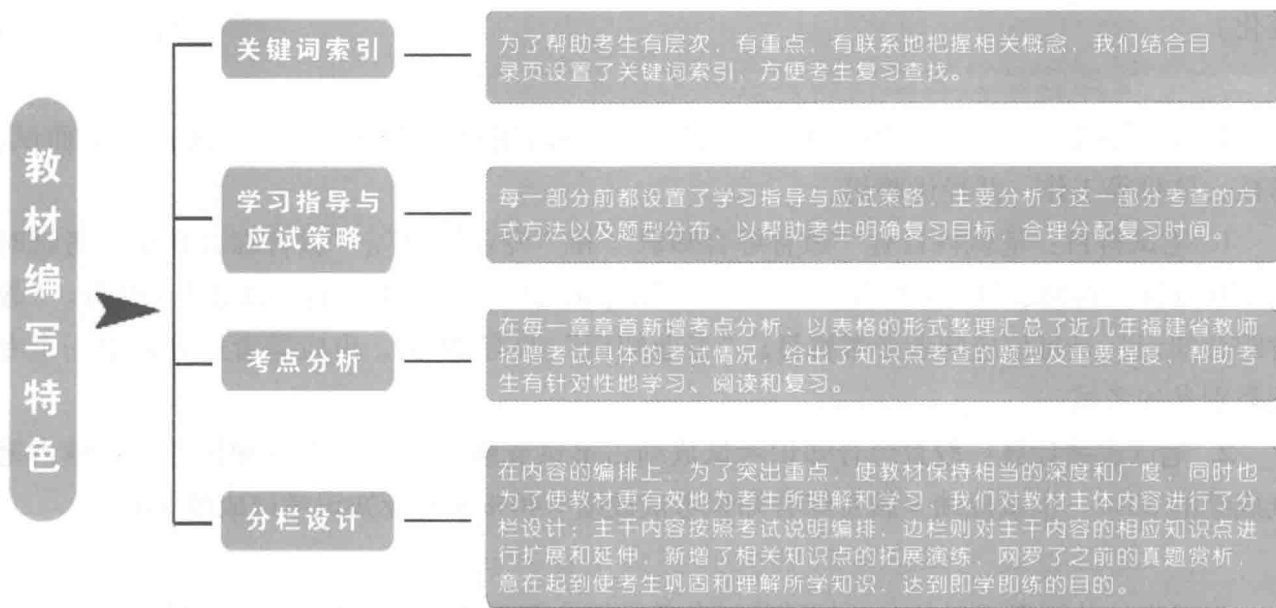 教材编写特色
关键词索引
为了帮助考生有层次、有重点、有联系地把握相关概念，我们结合目
录页设置了关键词索引，方便考生复习查找。
学习指导与
应试策略
每一部分前都设置了学习指导与应试策略，主要分析了这一部分考查的方
式方法以及题型分布，以帮助考生明确复习目标，合理分配复习时间。
考点分析
在每一章章首新增考点分析，以表格的形式整理汇总了近几年福建省教师
招聘考试具体的考试情况，给出了知识点考查的题型及重要程度，帮助考
生有针对性地学习、阅读和复习。
分栏设计
在内容的编排上，为了突出重点，使教材保持相当的深度和广度，同时也
为了使教材更有效地为考生所理解和学习，我们对教材主体内容进行了分
栏设计：主干内容按照考试说明编排，边栏则对主干内容的相应知识点进
行扩展和延伸，新增了相关知识点的拓展演练，网罗了之前的真题赏析，
意在起到使考生巩固和理解所学知识，达到即学即练的目的。